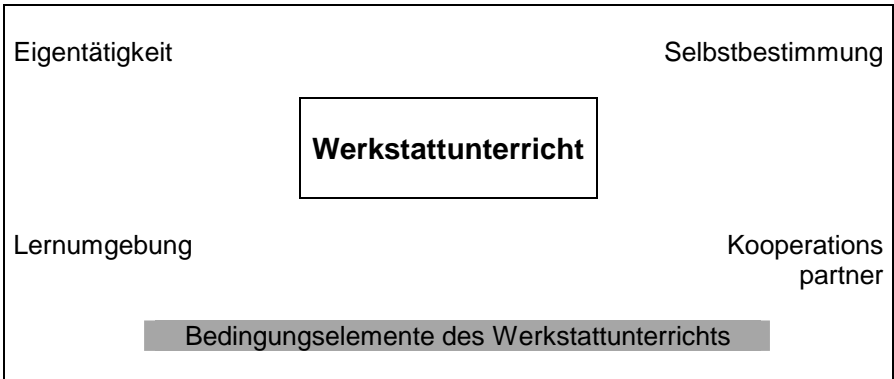 Eigentätigkeit Selbstbestimmung
Werkstattunterricht
Lernumgebung Kooperations
partner
Bedingungselemente des Werkstattunterrichts